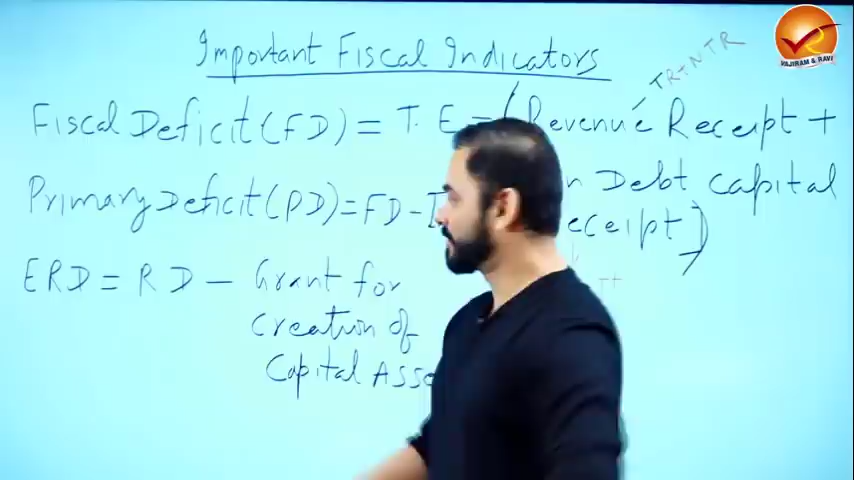 Important Fiscal Indicators
TR+NTR
Fiscal Deficit (FD) = T.E - (Revenue Receipt +
Debt capital
Primary Deficit (PD) = FD - I
eceipt)
ERD = RD - Grant for
creation of
Capital Asse
VAJIRAM & RAVI